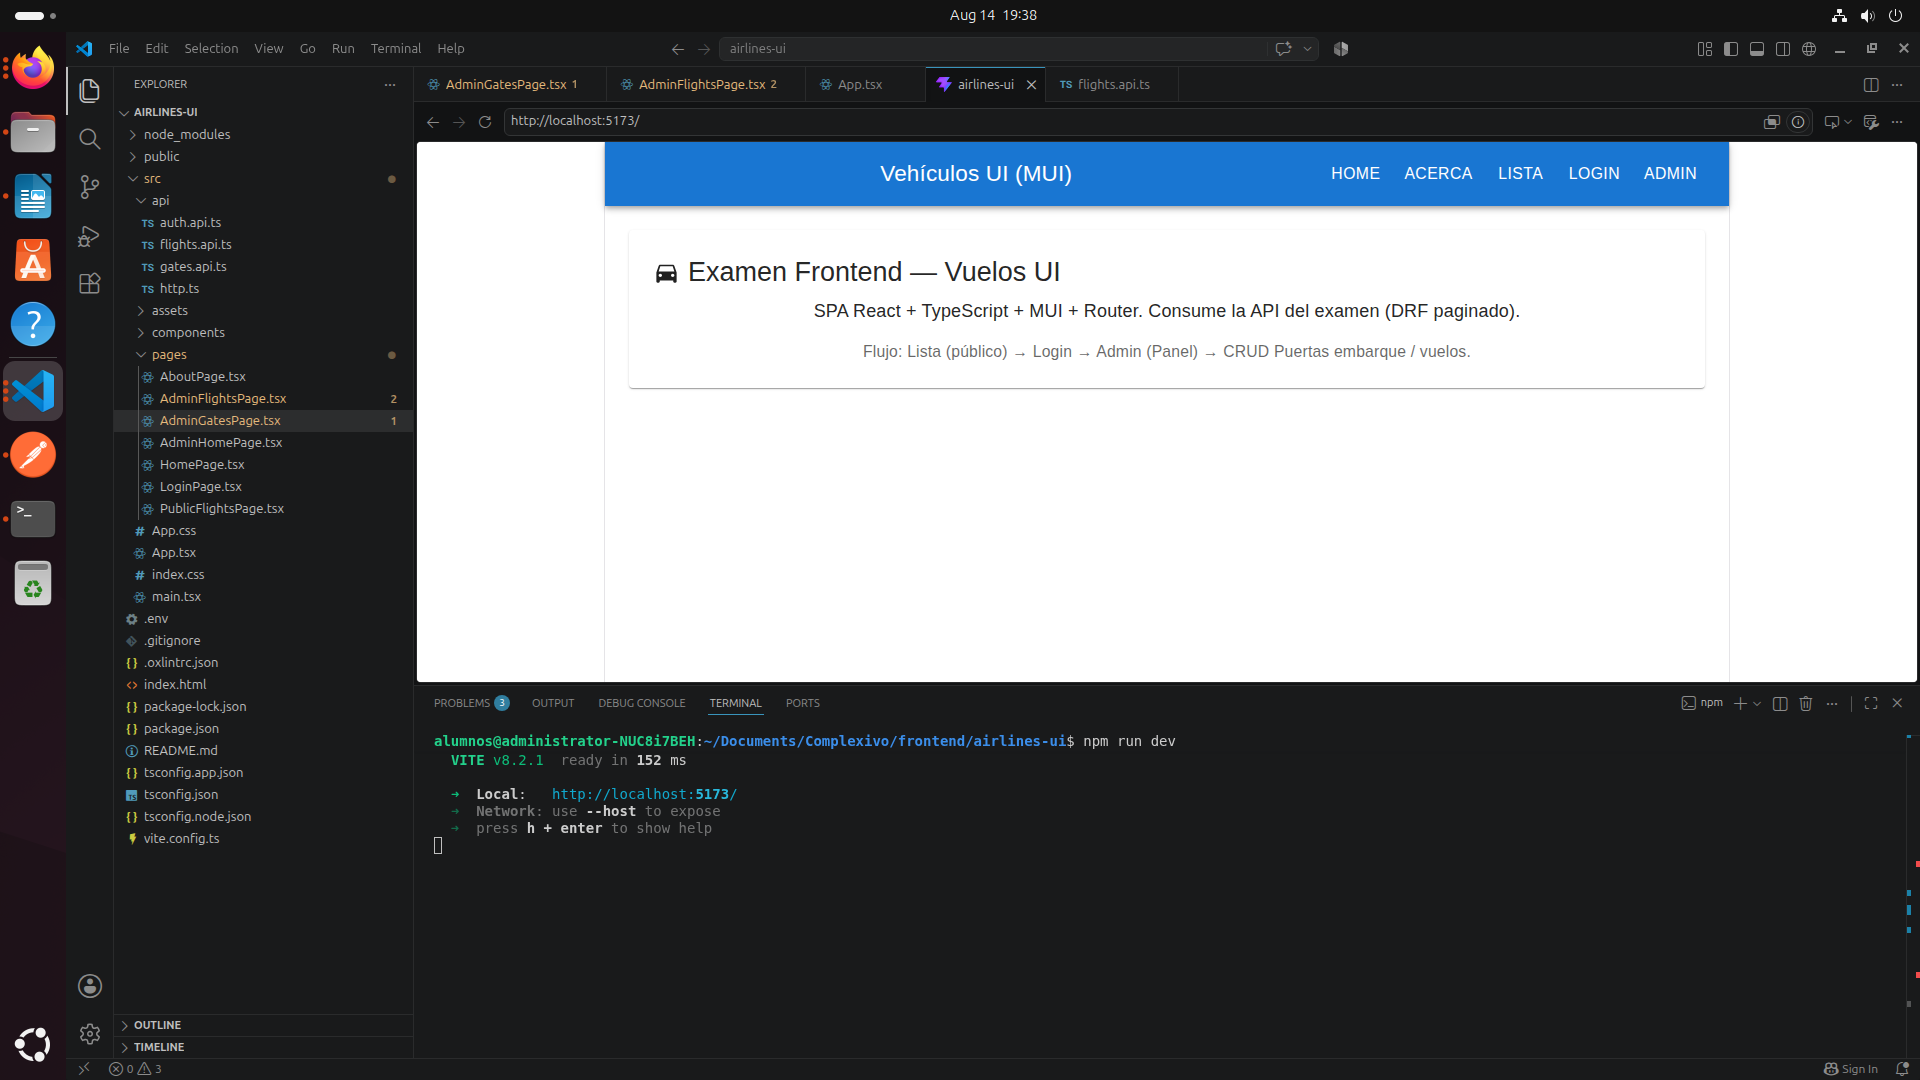 Aug 14 19:38
File Edit Selection View Go Run Terminal Help
airlines-ui
EXPLORER
AdminGatesPage.tsx 1
AdminFlightsPage.tsx 2
App.tsx
airlines-ui
TS flights.api.ts
http://localhost:5173/
AIRLINES-UI
node_modules
public
src
api
TS auth.api.ts
TS flights.api.ts
TS gates.api.ts
TS http.ts
assets
components
pages
AboutPage.tsx
AdminFlightsPage.tsx 2
AdminGatesPage.tsx 1
AdminHomePage.tsx
HomePage.tsx
LoginPage.tsx
PublicFlightsPage.tsx
# App.css
App.tsx
# index.css
main.tsx
.env
.gitignore
{} .oxlintrc.json
<> index.html
{} package-lock.json
{} package.json
README.md
{} tsconfig.app.json
TS tsconfig.json
{} tsconfig.node.json
vite.config.ts
OUTLINE
TIMELINE
Vehículos UI (MUI)
HOME ACERCA LISTA LOGIN ADMIN
Examen Frontend — Vuelos UI
SPA React + TypeScript + MUI + Router. Consume la API del examen (DRF paginado).
Flujo: Lista (público) → Login → Admin (Panel) → CRUD Puertas embarque / vuelos.
PROBLEMS 3 OUTPUT DEBUG CONSOLE TERMINAL PORTS
npm
alumnos@administrator-NUC8i7BEH:~/Documents/Complexivo/frontend/airlines-ui$ npm run dev
VITE v8.2.1 ready in 152 ms
➜ Local: http://localhost:5173/
➜ Network: use --host to expose
➜ press h + enter to show help
0 3
Sign In